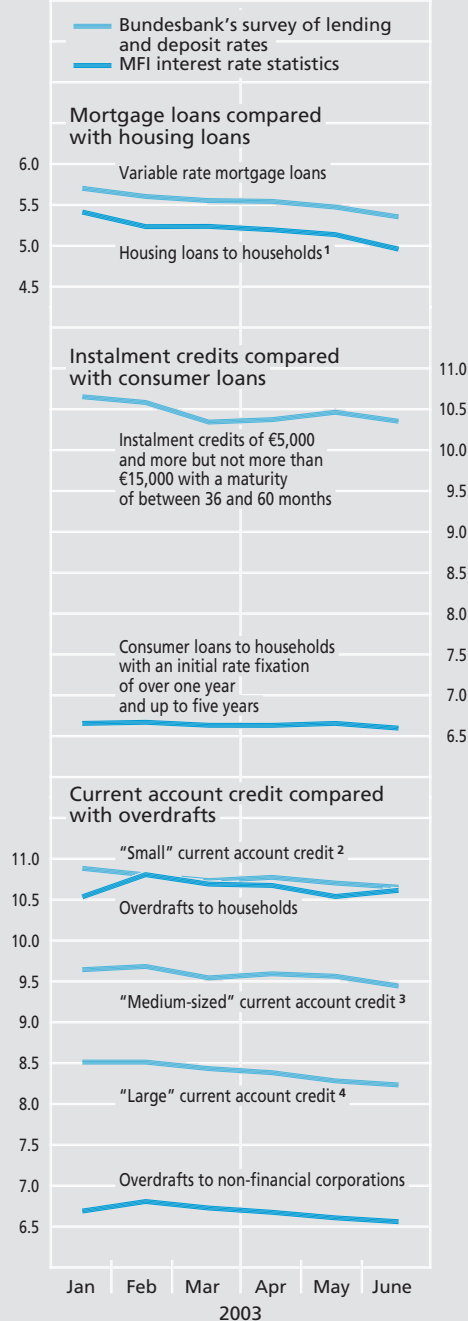 Bundesbank’s survey of lending
and deposit rates
MFI interest rate statistics
Mortgage loans compared
with housing loans
6.0
Variable rate mortgage loans
5.5
5.0
Housing loans to households 1
4.5
Instalment credits compared
with consumer loans
11.0
10.5
Instalment credits of €5,000
and more but not more than
€15,000 with a maturity
of between 36 and 60 months
10.0
9.5
9.0
8.5
8.0
7.5
Consumer loans to households
with an initial rate fixation
of over one year
and up to five years
7.0
6.5
Current account credit compared
with overdrafts
“Small” current account credit 2
11.0
10.5
Overdrafts to households
10.0
9.5
“Medium-sized” current account credit 3
9.0
8.5
“Large” current account credit 4
8.0
7.5
Overdrafts to non-financial corporations
7.0
6.5
Jan Feb Mar Apr May June
2003